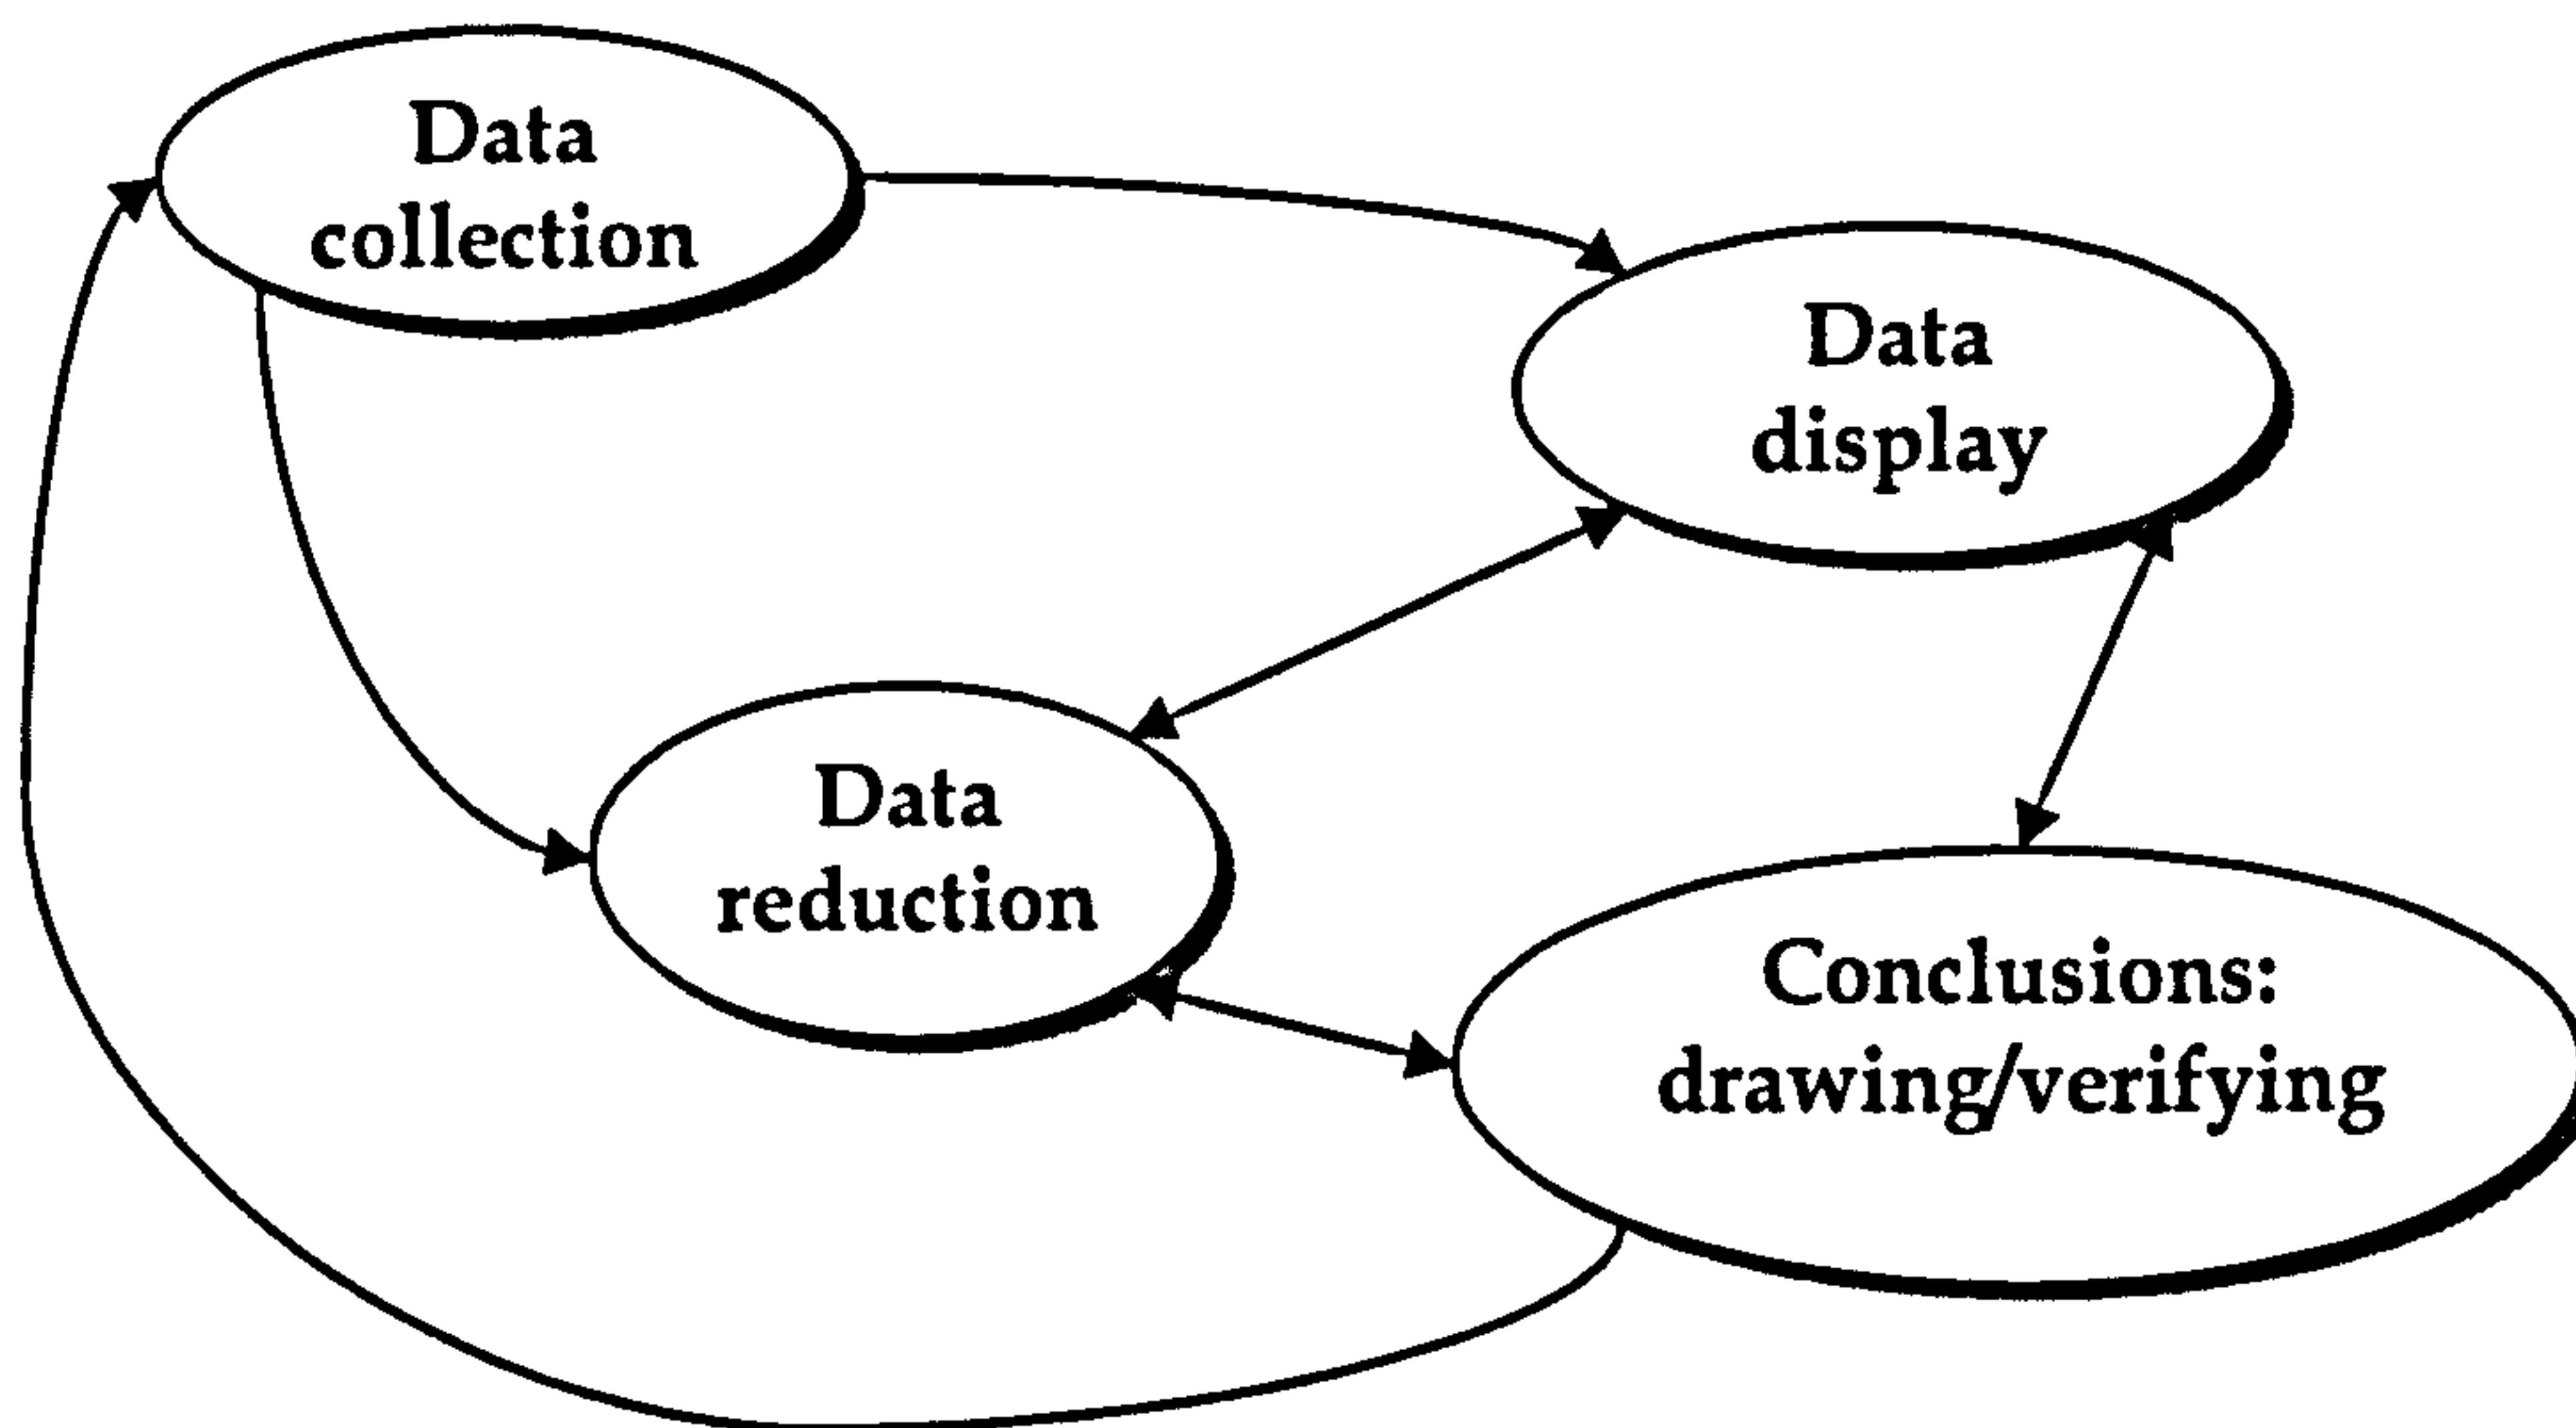 Data
collection
Data
display
Data
reduction
Conclusions:
drawing/verifying